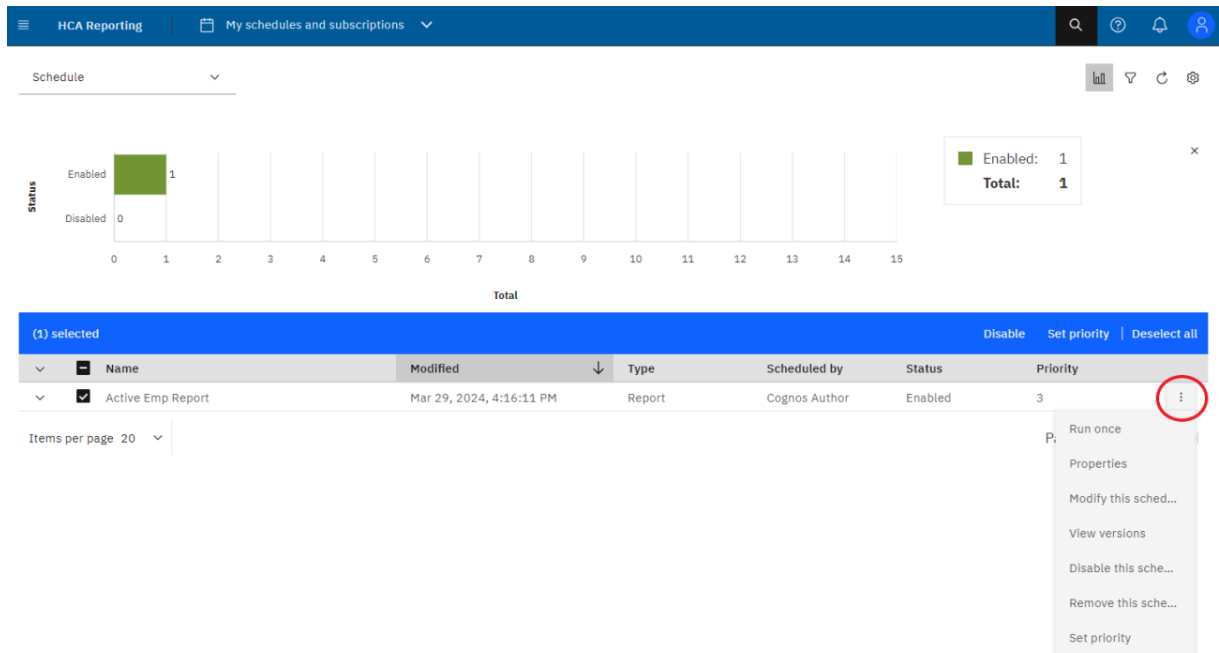 HCA Reporting My schedules and subscriptions
Schedule
Status
Enabled 1
Disabled 0
0 1 2 3 4 5 6 7 8 9 10 11 12 13 14 15
Total
Enabled: 1
Total: 1
(1) selected Disable Set priority Deselect all
Name Modified Type Scheduled by Status Priority
Active Emp Report Mar 29, 2024, 4:16:11 PM Report Cognos Author Enabled 3
Items per page 20
Run once
Properties
Modify this sched...
View versions
Disable this sche...
Remove this sche...
Set priority